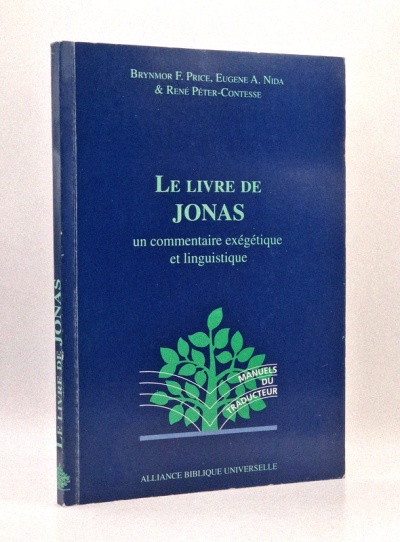 BRYNMOR F. PRICE, EUGENE A. NIDA
& RENÉ PÉTER-CONTESSE
LE LIVRE DE
JONAS
un commentaire exégétique
et linguistique
MANUELS
DU
TRADUCTEUR
ALLIANCE BIBLIQUE UNIVERSELLE
LE LIVRE DE JONAS